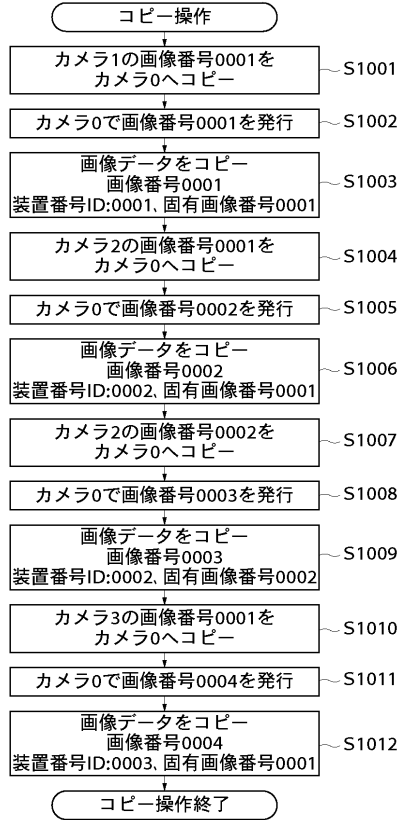 コピー操作
カメラ1の画像番号0001を
カメラ0へコピー
S1001
カメラ0で画像番号0001を発行
S1002
画像データをコピー
画像番号0001
装置番号ID:0001、固有画像番号0001
S1003
カメラ2の画像番号0001を
カメラ0へコピー
S1004
カメラ0で画像番号0002を発行
S1005
画像データをコピー
画像番号0002
装置番号ID:0002、固有画像番号0001
S1006
カメラ2の画像番号0002を
カメラ0へコピー
S1007
カメラ0で画像番号0003を発行
S1008
画像データをコピー
画像番号0003
装置番号ID:0002、固有画像番号0002
S1009
カメラ3の画像番号0001を
カメラ0へコピー
S1010
カメラ0で画像番号0004を発行
S1011
画像データをコピー
画像番号0004
装置番号ID:0003、固有画像番号0001
S1012
コピー操作終了